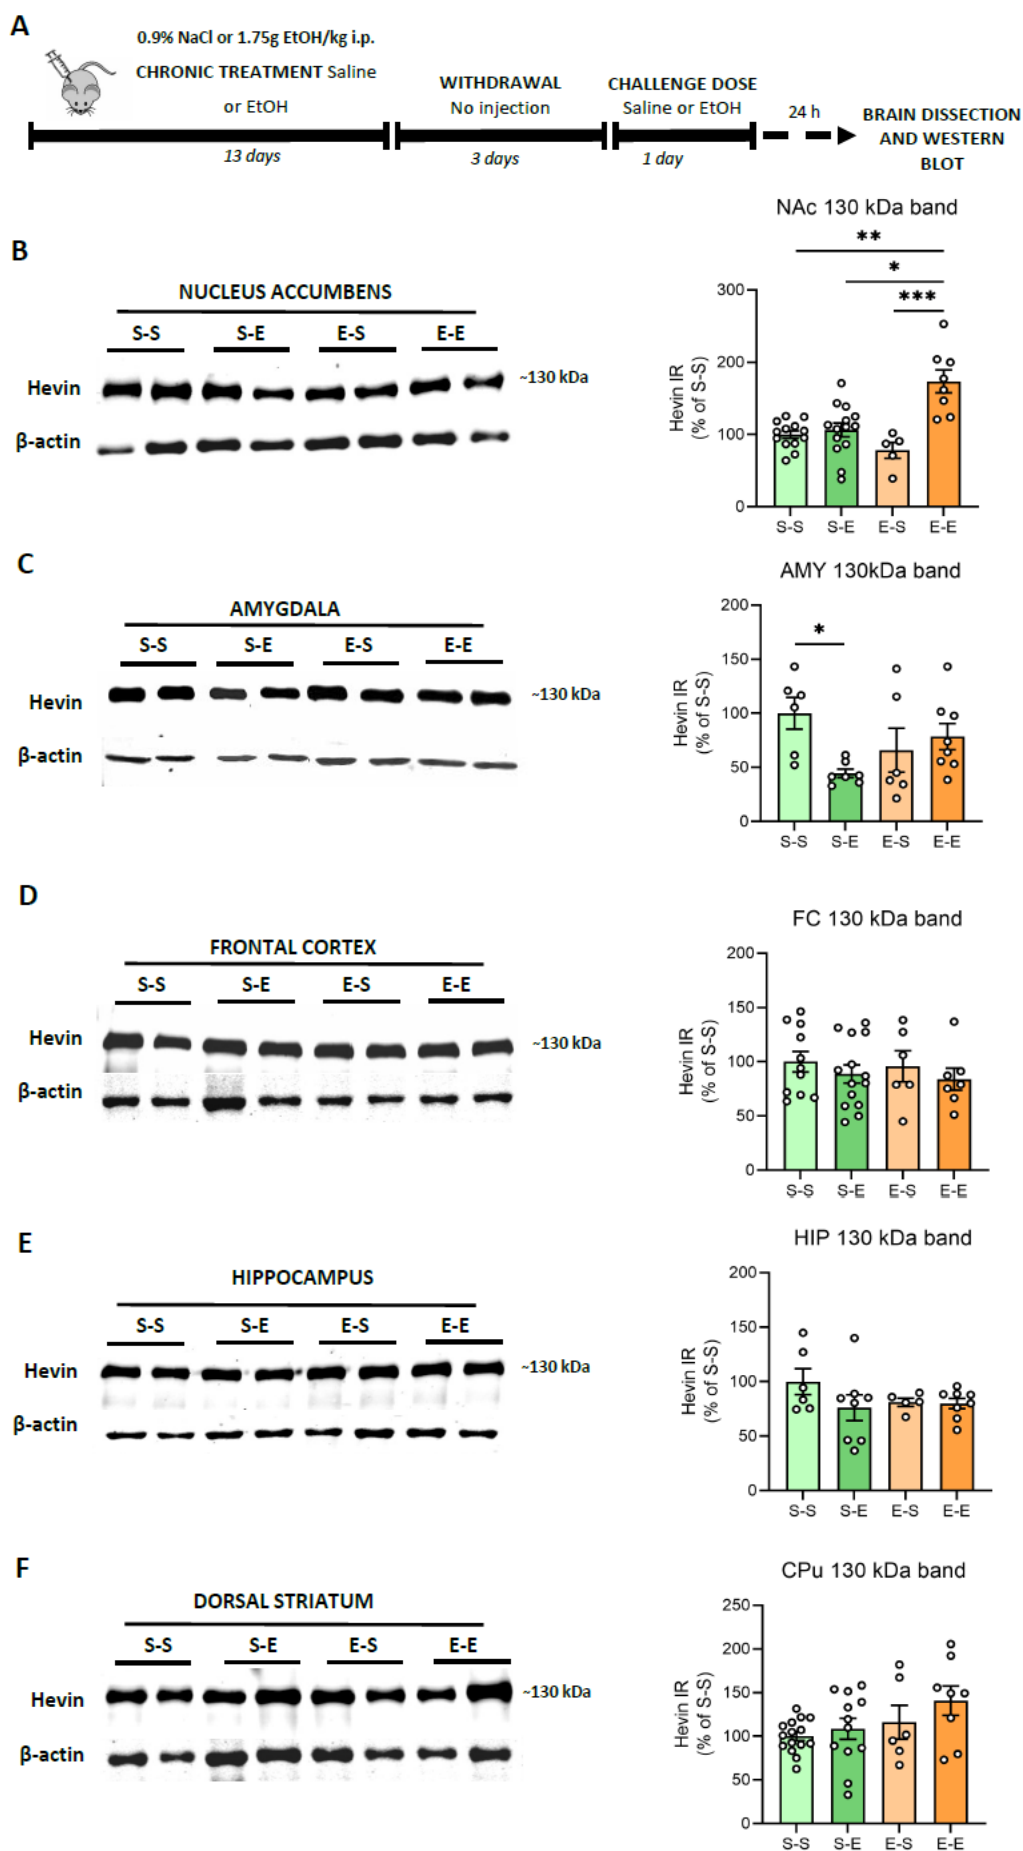 A
0.9% NaCl or 1.75g EtOH/kg i.p.
CHRONIC TREATMENT Saline
or EtOH
13 days
WITHDRAWAL
No injection
3 days
CHALLENGE DOSE
Saline or EtOH
1 day
24 h
BRAIN DISSECTION
AND WESTERN
BLOT
B
NUCLEUS ACCUMBENS
S-S S-E E-S E-E
Hevin
~130 kDa
β-actin
NAc 130 kDa band
**
*
***
Hevin IR
(% of S-S)
300
200
100
0
S-S S-E E-S E-E
C
AMYGDALA
S-S S-E E-S E-E
Hevin
~130 kDa
β-actin
AMY 130kDa band
*
Hevin IR
(% of S-S)
200
150
100
50
0
S-S S-E E-S E-E
D
FRONTAL CORTEX
S-S S-E E-S E-E
Hevin
~130 kDa
β-actin
FC 130 kDa band
Hevin IR
(% of S-S)
200
150
100
50
0
S-S S-E E-S E-E
E
HIPPOCAMPUS
S-S S-E E-S E-E
Hevin
~130 kDa
β-actin
HIP 130 kDa band
Hevin IR
(% of S-S)
200
150
100
50
0
S-S S-E E-S E-E
F
DORSAL STRIATUM
S-S S-E E-S E-E
Hevin
~130 kDa
β-actin
CPu 130 kDa band
Hevin IR
(% of S-S)
250
200
150
100
50
0
S-S S-E E-S E-E